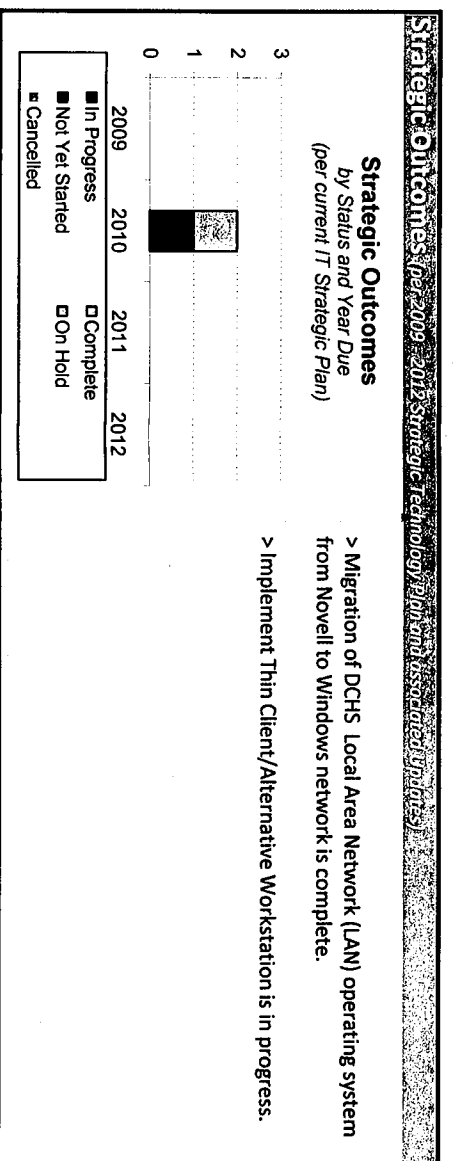 Strategic Outcomes (per 2009 - 2012 Strategic Technology Plan and associated updates)
Strategic Outcomes
by Status and Year Due
(per current IT Strategic Plan)
3
2
1
0
2009 2010 2011 2012
In Progress Complete
Not Yet Started On Hold
Cancelled
> Migration of DCHS Local Area Network (LAN) operating system
from Novell to Windows network is complete.
> Implement Thin Client/Alternative Workstation is in progress.